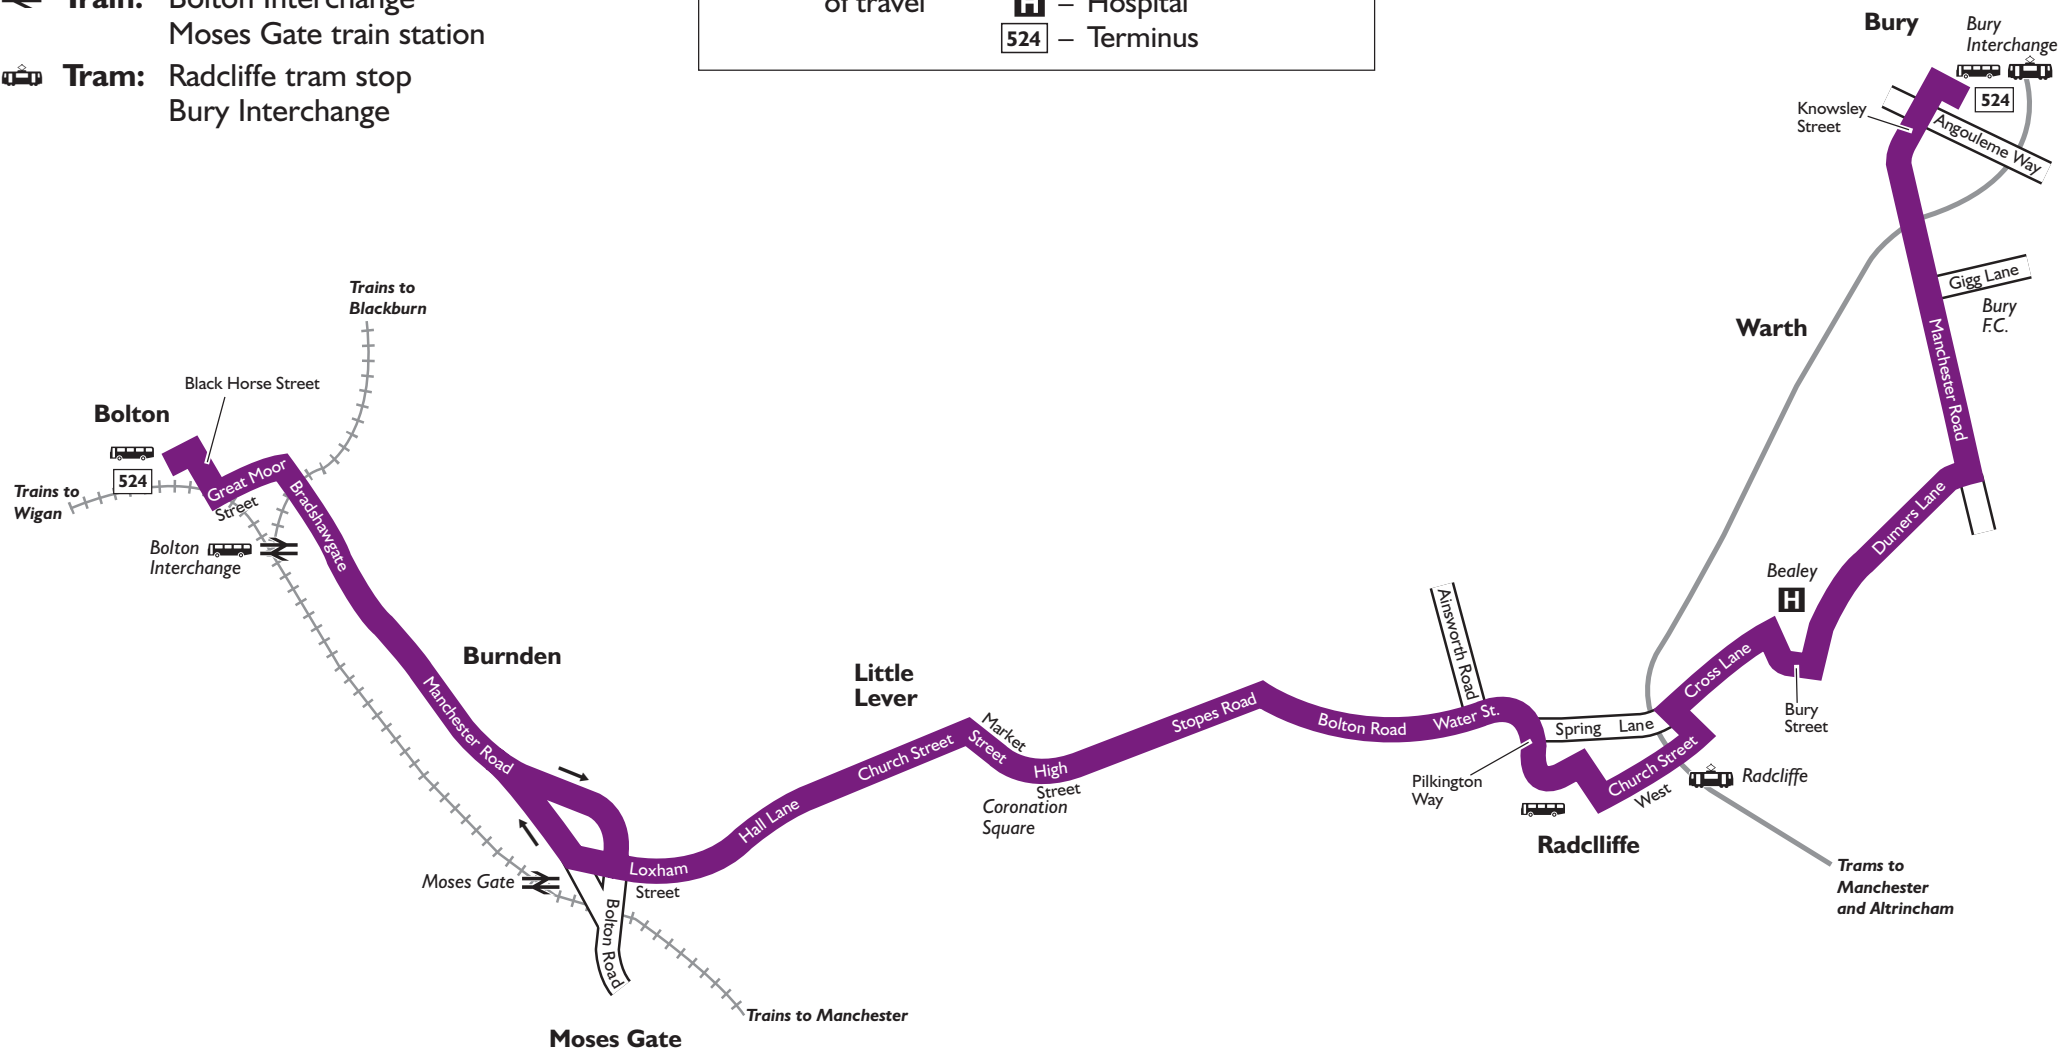 Train: Bolton Interchange
Moses Gate train station
Tram: Radcliffe tram stop
Bury Interchange
of travel
H – Hospital
524 – Terminus
Bury
Bury
Interchange
524
Knowsley
Street
Angouleme Way
Gigg Lane
Bury
F.C.
Warth
Manchester Road
Trains to
Blackburn
Black Horse Street
Bolton
524
Trains to
Wigan
Great Moor
Street
Bradshawgate
Bolton
Interchange
Burnden
Manchester Road
Moses Gate
Loxham
Street
Bolton Road
Trains to Manchester
Moses Gate
Hall Lane
Church Street
Little
Lever
Market
Street
High
Street
Coronation
Square
Stopes Road
Bolton Road
Water St.
Ainsworth Road
Spring Lane
Pilkington
Way
Radclliffe
Church Street
West
Radcliffe
Trams to
Manchester
and Altrincham
Cross Lane
Bealey
H
Bury
Street
Dumers Lane